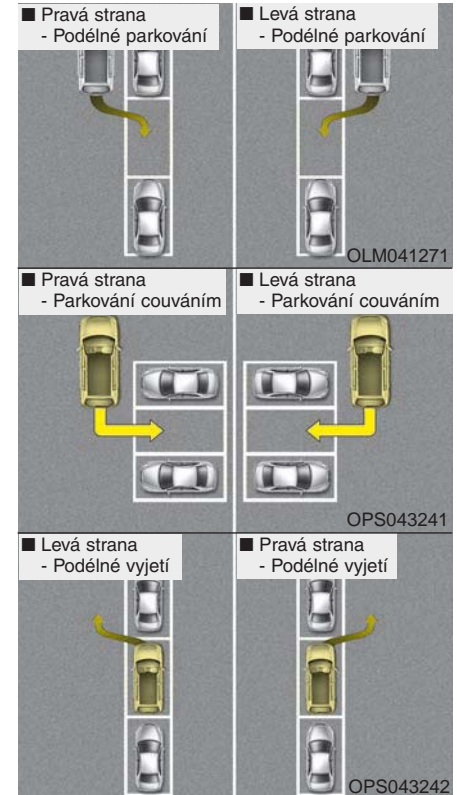 ■ Pravá strana
- Podélné parkování
■ Levá strana
- Podélné parkování
OLM041271
■ Pravá strana
- Parkování couváním
■ Levá strana
- Parkování couváním
OPS043241
■ Levá strana
- Podélné vyjetí
■ Pravá strana
- Podélné vyjetí
OPS043242